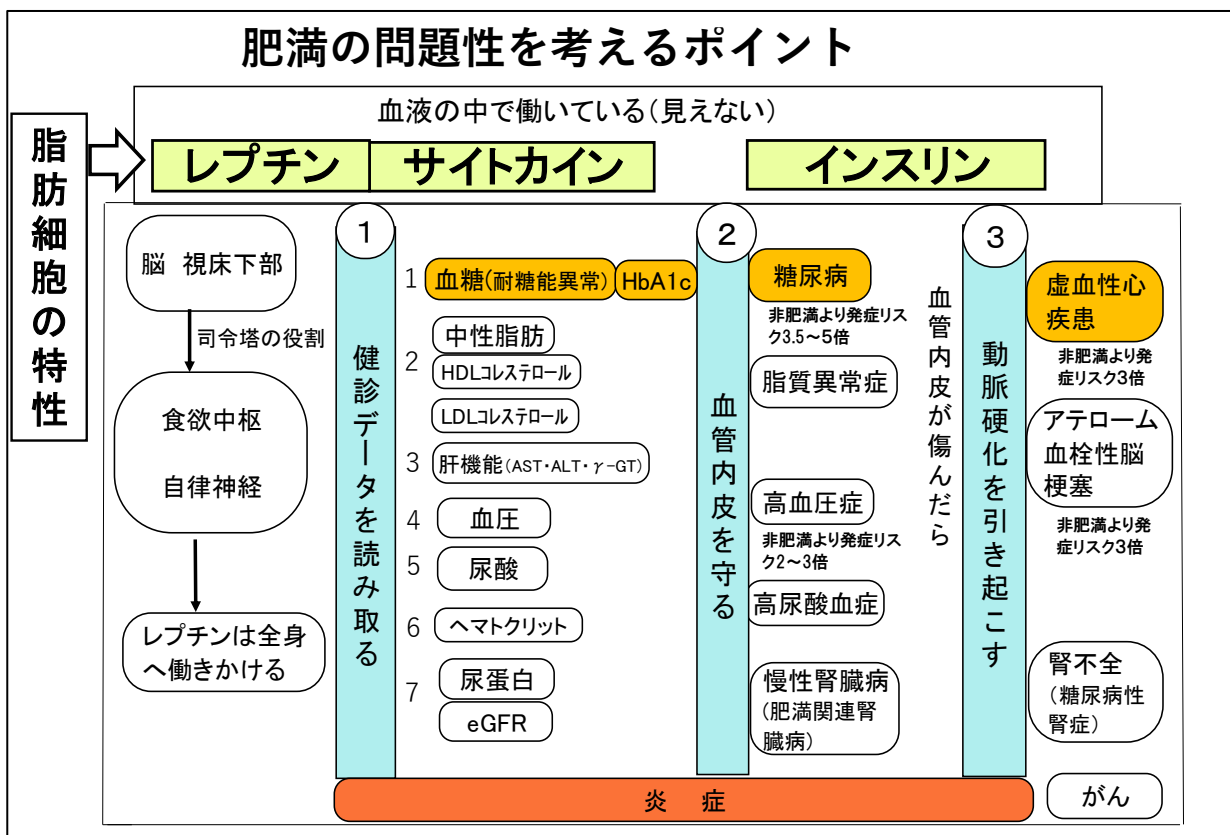 肥満の問題性を考えるポイント
血液の中で働いている(見えない)
脂肪細胞の特性
レプチン
サイトカイン
インスリン
脳 視床下部
司令塔の役割
食欲中枢
自律神経
レプチンは全身
へ働きかける
1
健診データを読み取る
1 血糖(耐糖能異常) HbA1c
2 中性脂肪
HDLコレステロール
LDLコレステロール
3 肝機能(AST・ALT・γ-GT)
4 血圧
5 尿酸
6 ヘマトクリット
7 尿蛋白
eGFR
2
血管内皮を守る
糖尿病
非肥満より発症リス
ク3.5～5倍
脂質異常症
高血圧症
非肥満より発症リス
ク2～3倍
高尿酸血症
慢性腎臓病
(肥満関連腎
臓病)
血管内皮が傷んだら
3
動脈硬化を引き起こす
虚血性心
疾患
非肥満より発
症リスク3倍
アテローム
血栓性脳
梗塞
非肥満より発
症リスク3倍
腎不全
(糖尿病性
腎症)
炎 症
がん